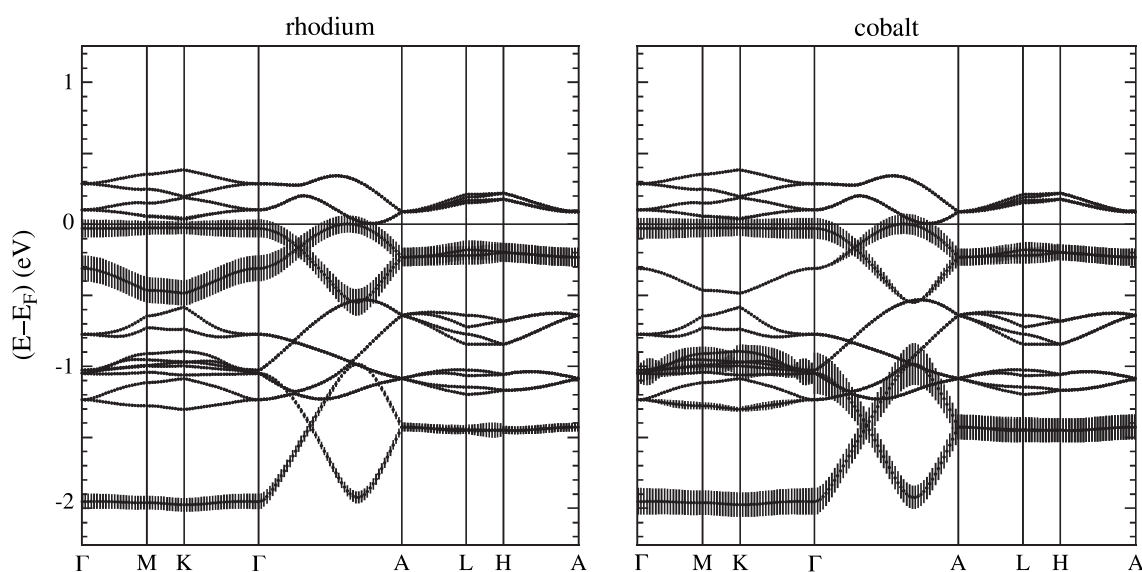 rhodium
cobalt
(E−E_F) (eV)
1
0
-1
-2
Γ M K Γ A L H A
Γ M K Γ A L H A